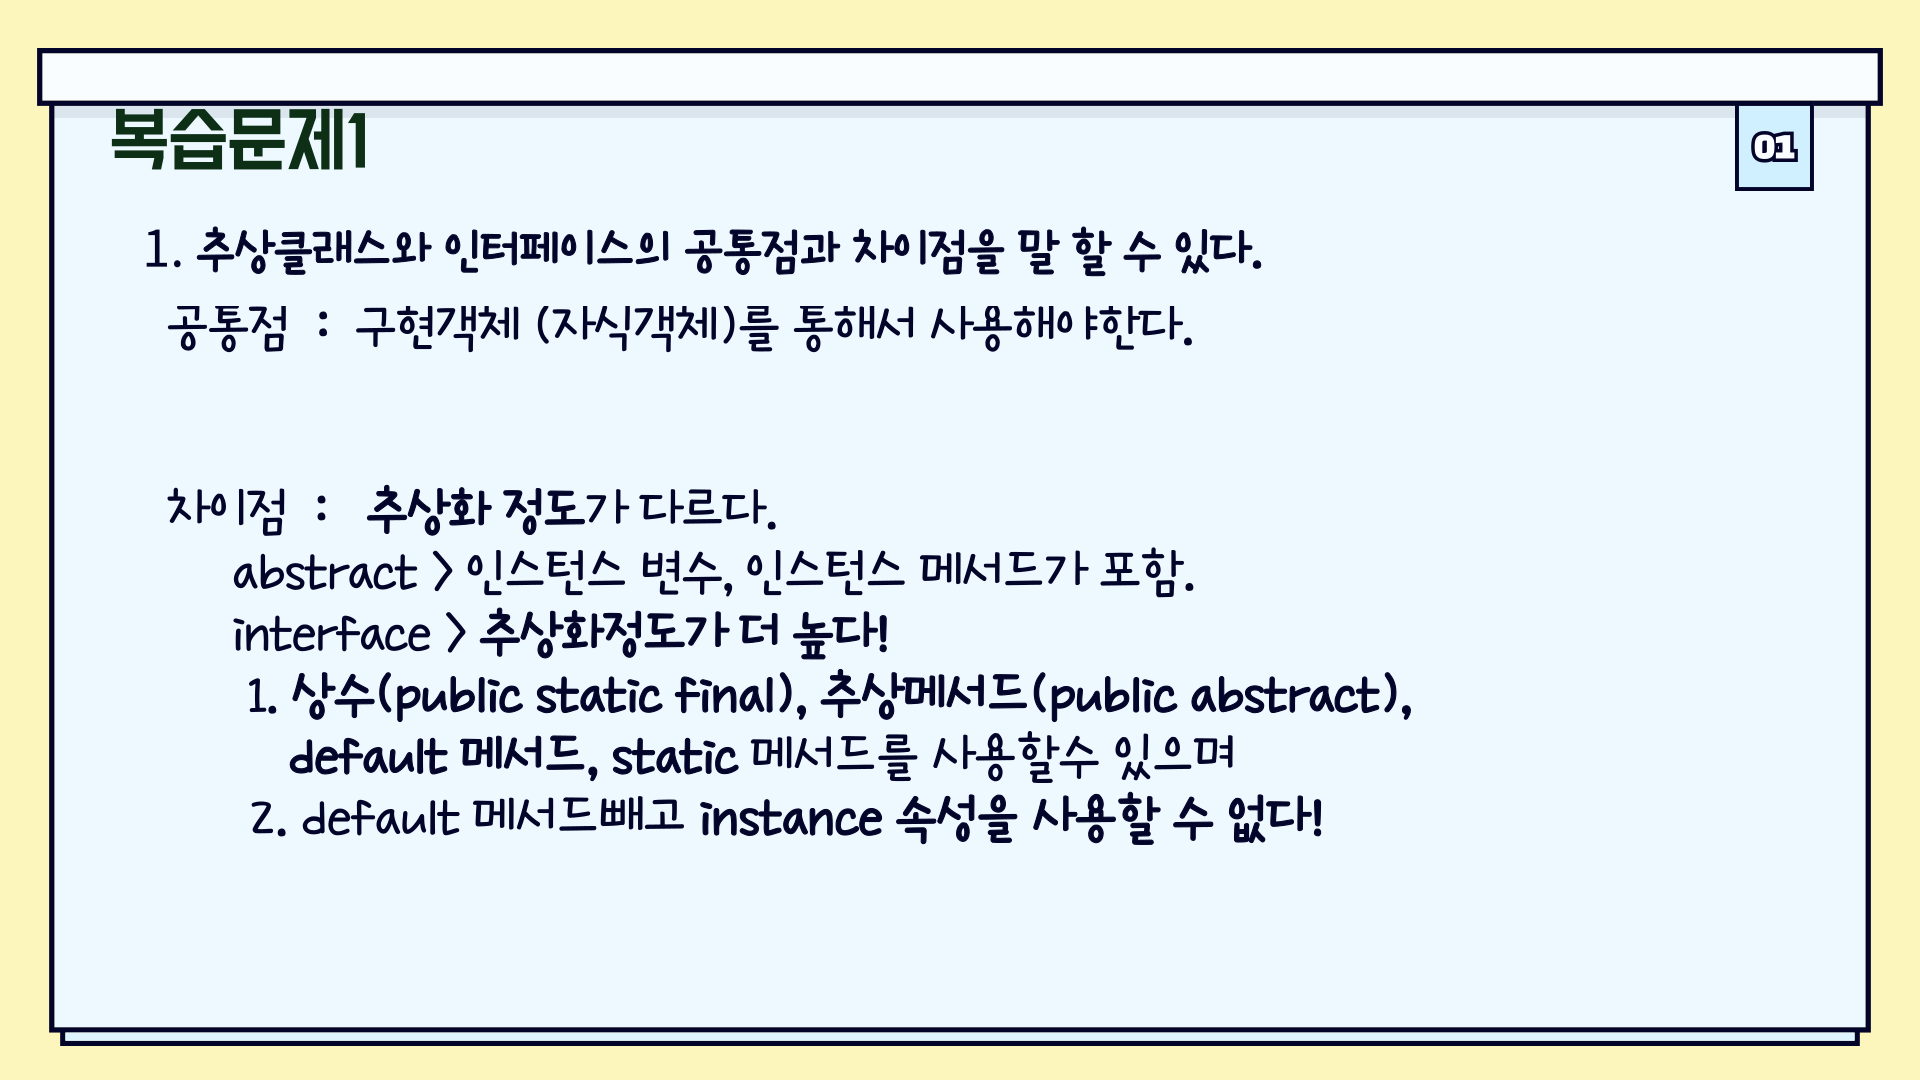 복습문제1
01
1. 추상클래스와 인터페이스의 공통점과 차이점을 말 할 수 있다.
공통점 : 구현객체 (자식객체)를 통해서 사용해야한다.
차이점 : 추상화 정도가 다르다.
abstract > 인스턴스 변수, 인스턴스 메서드가 포함.
interface > 추상화정도가 더 높다!
1. 상수(public static final), 추상메서드(public abstract),
default 메서드, static 메서드를 사용할수 있으며
2. default 메서드빼고 instance 속성을 사용할 수 없다!